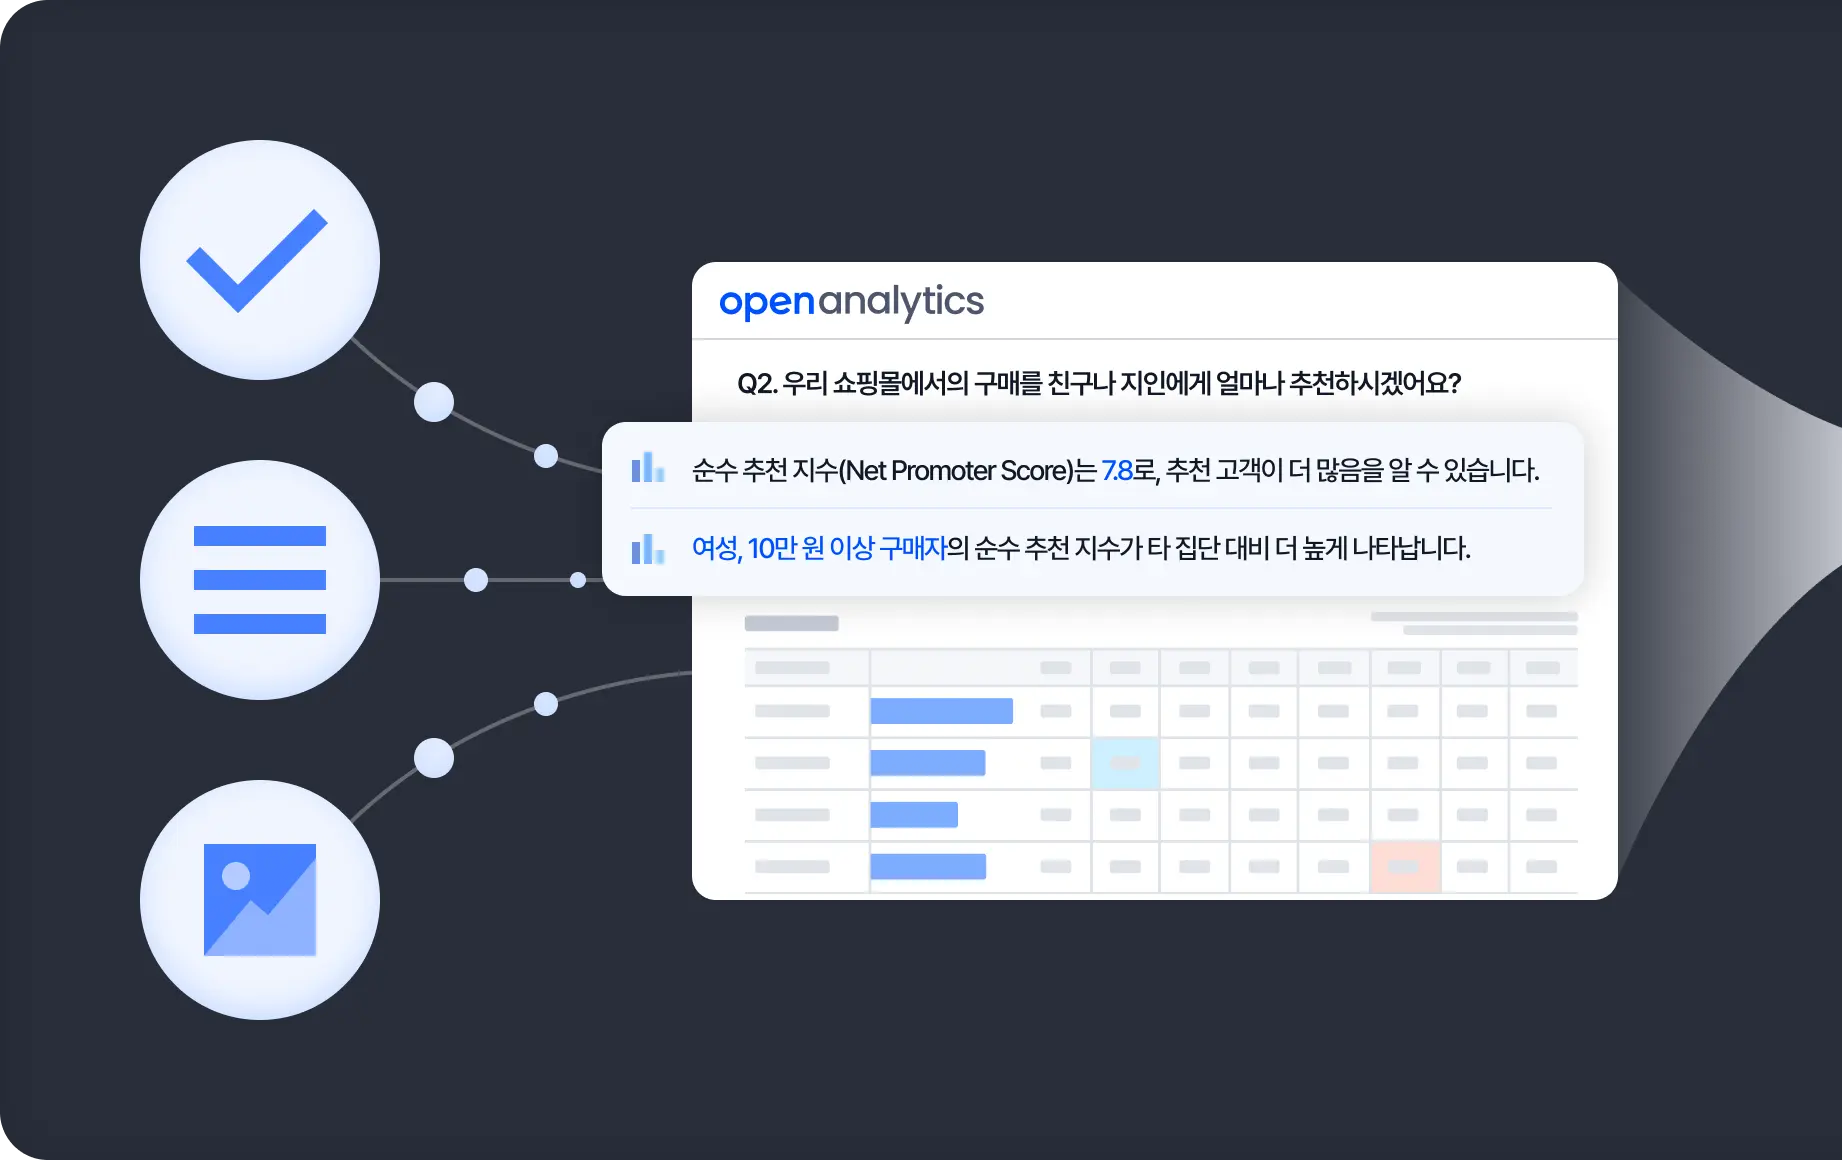 openanalytics
Q2. 우리 쇼핑몰에서의 구매를 친구나 지인에게 얼마나 추천하시겠어요?
순수 추천 지수(Net Promoter Score)는 7.8로, 추천 고객이 더 많음을 알 수 있습니다.
여성, 10만 원 이상 구매자의 순수 추천 지수가 타 집단 대비 더 높게 나타납니다.